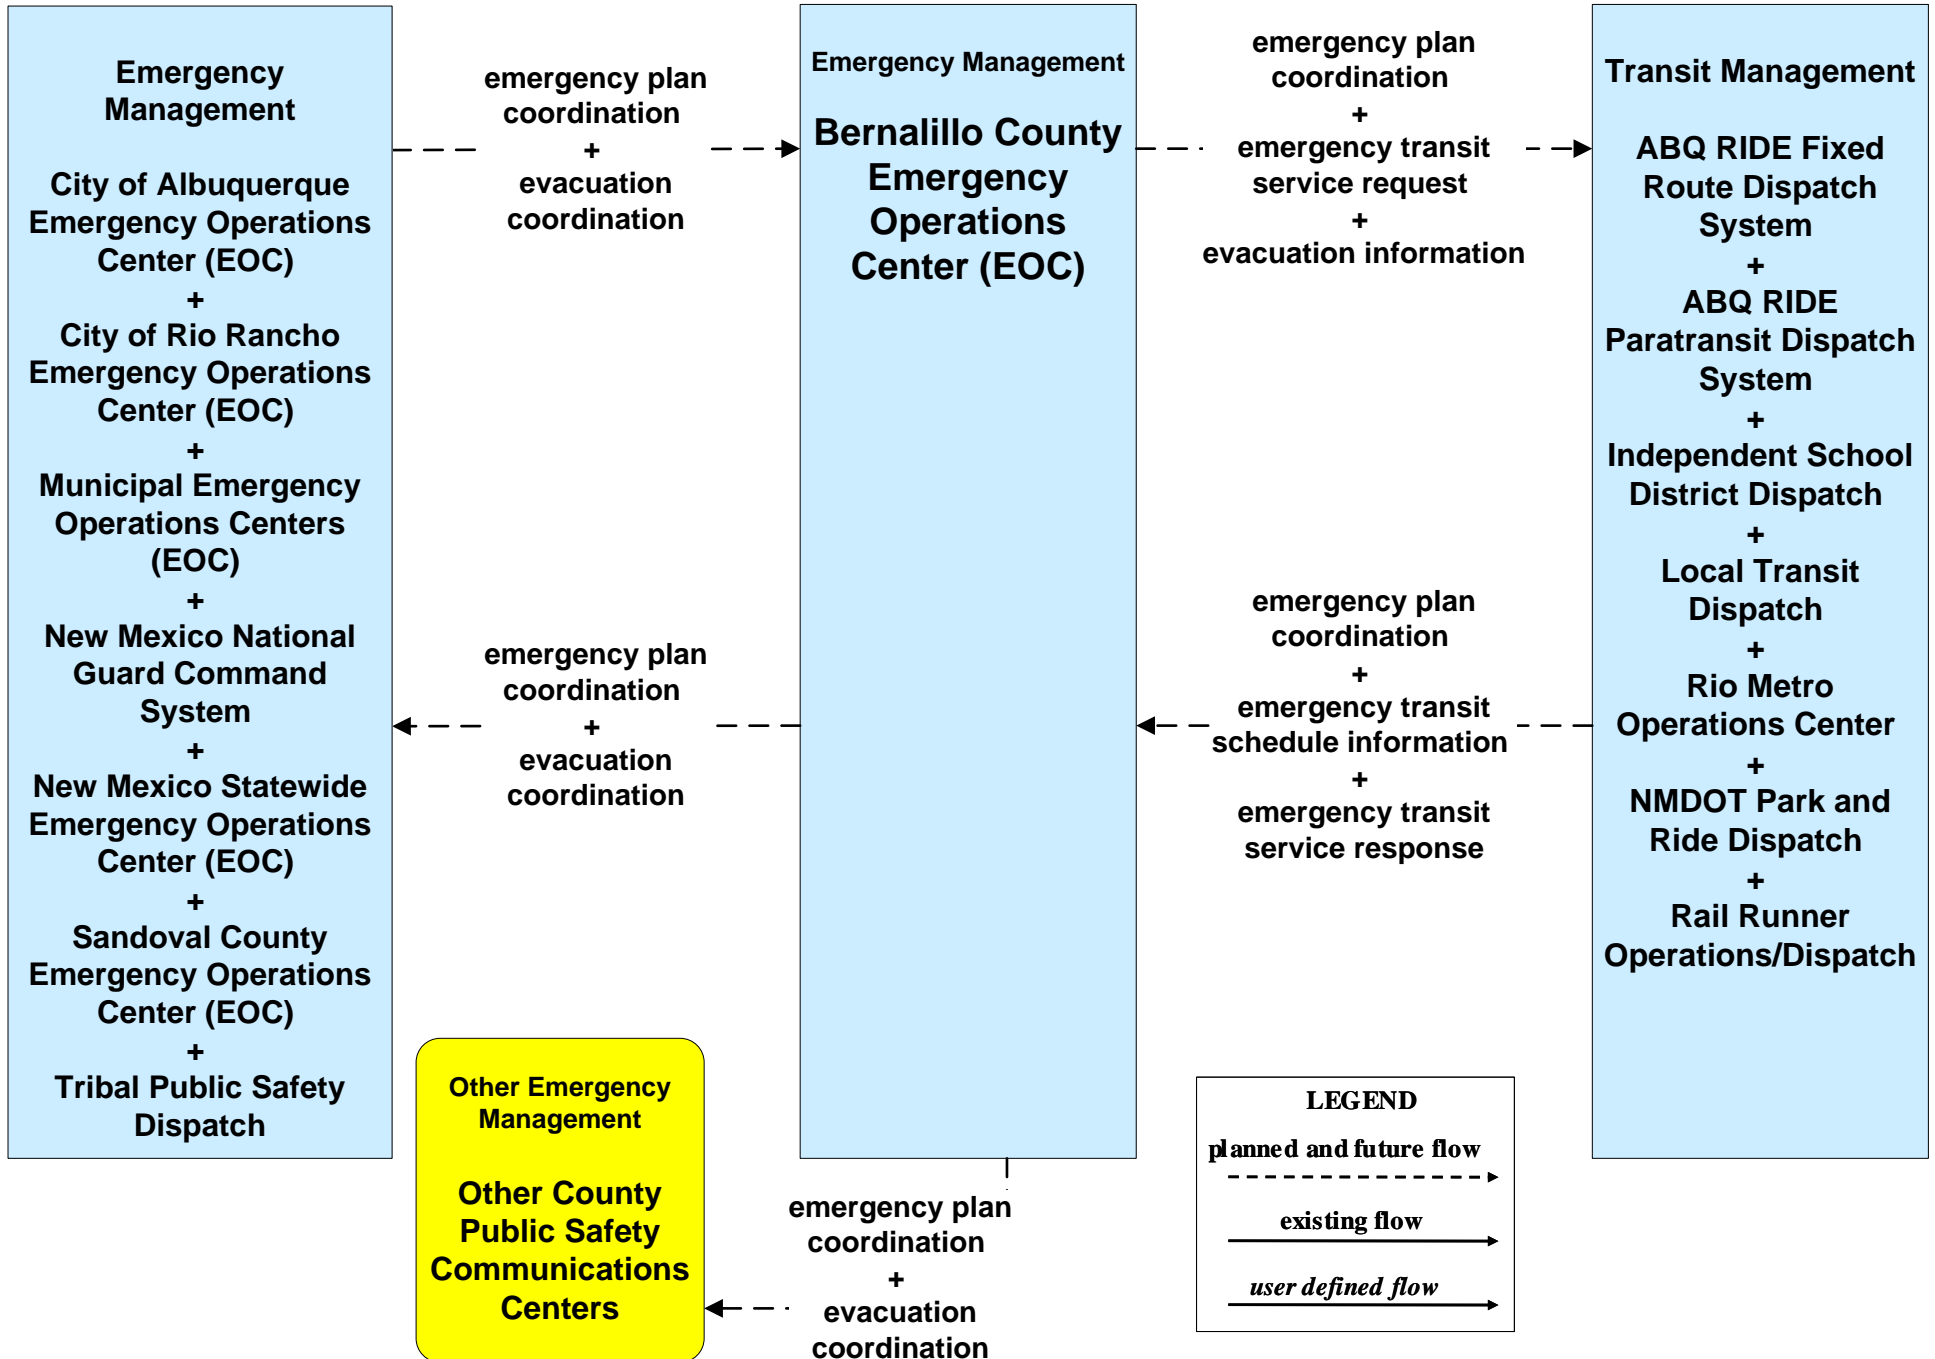 Emergency
Management
City of Albuquerque
Emergency Operations
Center (EOC)
+
City of Rio Rancho
Emergency Operations
Center (EOC)
+
Municipal Emergency
Operations Centers
(EOC)
+
New Mexico National
Guard Command
System
+
New Mexico Statewide
Emergency Operations
Center (EOC)
+
Sandoval County
Emergency Operations
Center (EOC)
+
Tribal Public Safety
Dispatch
emergency plan
coordination
+
evacuation
coordination
emergency plan
coordination
+
evacuation
coordination
Emergency Management
Bernalillo County
Emergency
Operations
Center (EOC)
emergency plan
coordination
+
emergency transit
service request
+
evacuation information
emergency plan
coordination
+
emergency transit
schedule information
+
emergency transit
service response
Transit Management
ABQ RIDE Fixed
Route Dispatch
System
+
ABQ RIDE
Paratransit Dispatch
System
+
Independent School
District Dispatch
+
Local Transit
Dispatch
+
Rio Metro
Operations Center
+
NMDOT Park and
Ride Dispatch
+
Rail Runner
Operations/Dispatch
Other Emergency
Management
Other County
Public Safety
Communications
Centers
emergency plan
coordination
+
evacuation
coordination
LEGEND
planned and future flow
existing flow
user defined flow